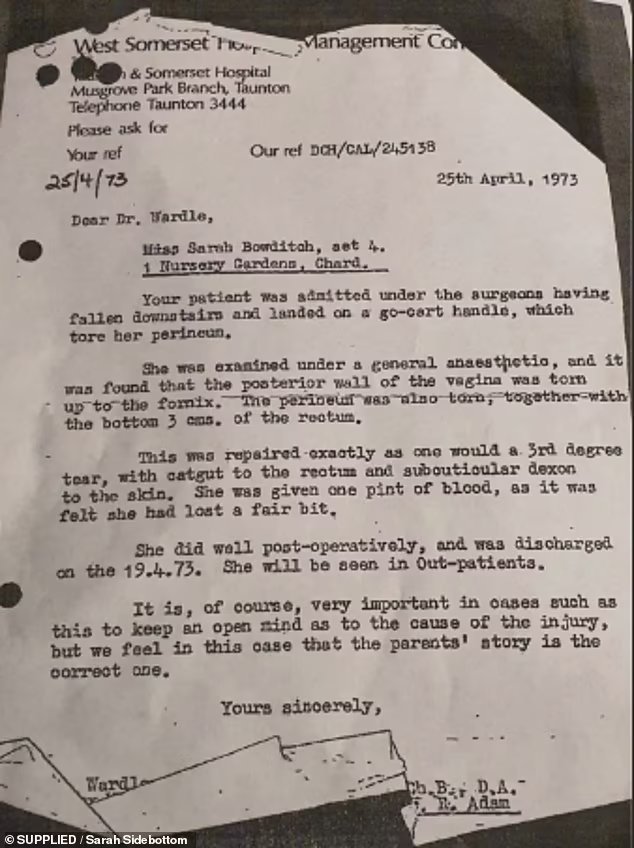 West Somerset Management
& Somerset Hospital
Musgrove Park Branch, Taunton
Telephone Taunton 3444
Please ask for
Your ref Our ref DCH/CAL/245138
25/4/73 25th April, 1973
Dear Dr. Wardle,
Miss Sarah Bowditch, aet 4.
1 Nursery Gardens, Chard.
Your patient was admitted under the surgeons having
fallen downstairs and landed on a go-cart handle, which
tore her perineum.
She was examined under a general anaesthetic, and it
was found that the posterior wall of the vagina was torn
up to the fornix. The perineum was also torn, together with
the bottom 3 cms. of the rectum.
This was repaired exactly as one would a 3rd degree
tear, with catgut to the rectum and subcuticular dexon
to the skin. She was given one pint of blood, as it was
felt she had lost a fair bit.
She did well post-operatively, and was discharged
on the 19.4.73. She will be seen in Out-patients.
It is, of course, very important in cases such as
this to keep an open mind as to the cause of the injury,
but we feel in this case that the parents' story is the
correct one.
Yours sincerely,
Wardle
Ch.B., D.A.
R. Adam
© SUPPLIED / Sarah Sidebottom